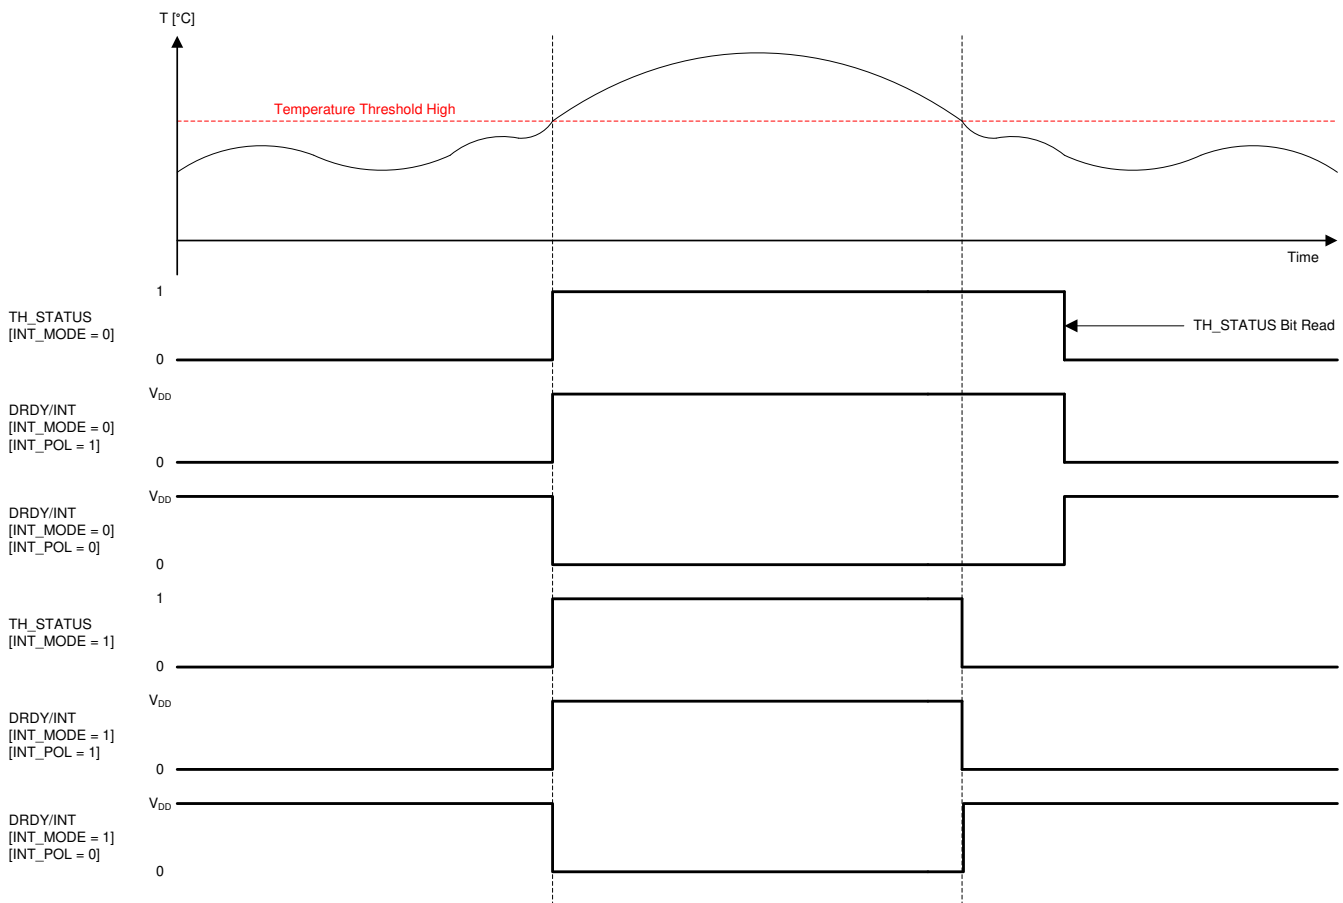 T [°C]
Temperature Threshold High
Time
1
TH_STATUS
[INT_MODE = 0]
TH_STATUS Bit Read
0
VDD
DRDY/INT
[INT_MODE = 0]
[INT_POL = 1]
0
VDD
DRDY/INT
[INT_MODE = 0]
[INT_POL = 0]
0
1
TH_STATUS
[INT_MODE = 1]
0
VDD
DRDY/INT
[INT_MODE = 1]
[INT_POL = 1]
0
VDD
DRDY/INT
[INT_MODE = 1]
[INT_POL = 0]
0